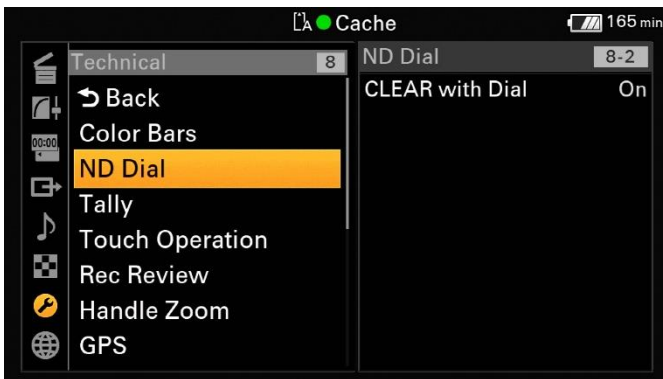 A Cache 165 min
Technical 8
Back
Color Bars
ND Dial
Tally
Touch Operation
Rec Review
Handle Zoom
GPS
ND Dial 8-2
CLEAR with Dial On
00:00